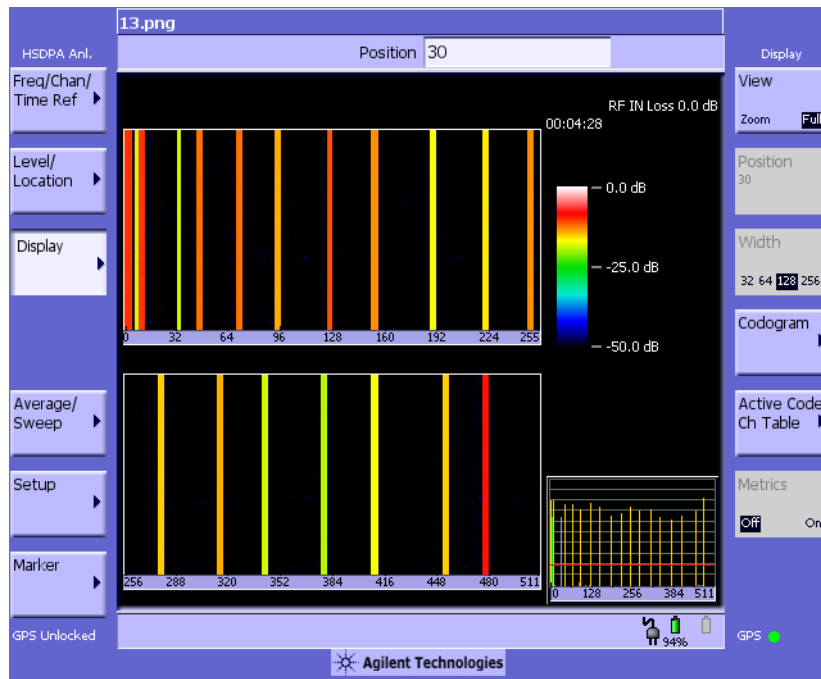 13.png
HSDPA Anl.
Position 30
Display
Freq/Chan/
Time Ref
Level/
Location
Display
Average/
Sweep
Setup
Marker
GPS Unlocked
RF IN Loss 0.0 dB
00:04:28
0.0 dB
-25.0 dB
-50.0 dB
0 32 64 96 128 160 192 224 255
256 288 320 352 384 416 448 480 511
0 128 256 384 511
View
Zoom Full
Position
30
Width
32 64 128 256
Codogram
Active Code
Ch Table
Metrics
Off On
94%
GPS
Agilent Technologies